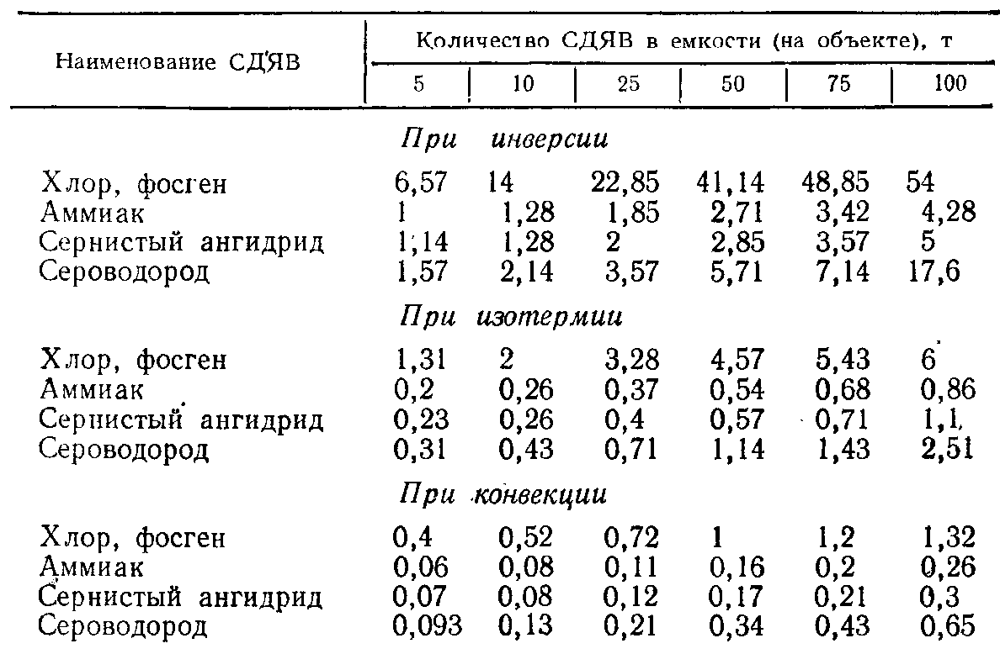 Наименование СДЯВ
Количество СДЯВ в емкости (на объекте), т
5 | 10 | 25 | 50 | 75 | 100
При инверсии
Хлор, фосген 6,57 14 22,85 41,14 48,85 54
Аммиак 1 1,28 1,85 2,71 3,42 4,28
Сернистый ангидрид 1,14 1,28 2 2,85 3,57 5
Сероводород 1,57 2,14 3,57 5,71 7,14 17,6
При изотермии
Хлор, фосген 1,31 2 3,28 4,57 5,43 6
Аммиак 0,2 0,26 0,37 0,54 0,68 0,86
Сернистый ангидрид 0,23 0,26 0,4 0,57 0,71 1,1
Сероводород 0,31 0,43 0,71 1,14 1,43 2,51
При конвекции
Хлор, фосген 0,4 0,52 0,72 1 1,2 1,32
Аммиак 0,06 0,08 0,11 0,16 0,2 0,26
Сернистый ангидрид 0,07 0,08 0,12 0,17 0,21 0,3
Сероводород 0,093 0,13 0,21 0,34 0,43 0,65